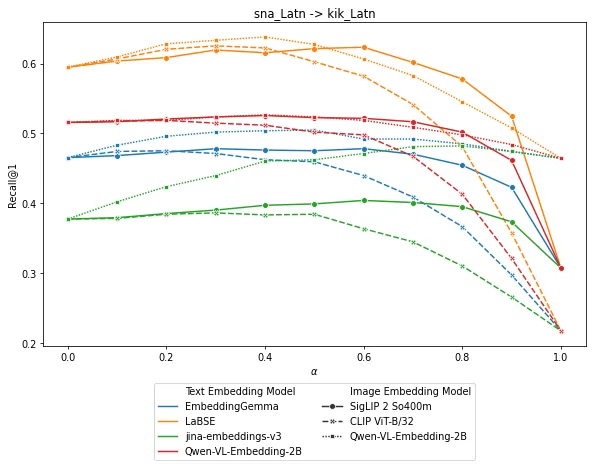 sna_Latn -> kik_Latn
Recall@1
0.6
0.5
0.4
0.3
0.2
0.0 0.2 0.4 0.6 0.8 1.0
α
Text Embedding Model Image Embedding Model
EmbeddingGemma SigLIP 2 So400m
LaBSE CLIP ViT-B/32
jina-embeddings-v3 Qwen-VL-Embedding-2B
Qwen-VL-Embedding-2B